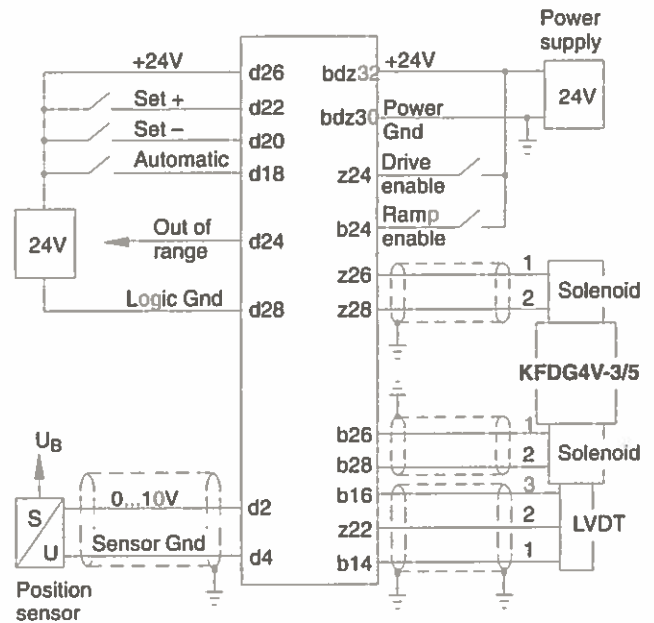 Power
supply
24V
+24V
d26
bdz32
+24V
Set +
d22
bdz30
Power
Gnd
Set –
d20
Automatic
d18
z24
Drive
enable
24V
Out of
range
d24
b24
Ramp
enable
z26
1
Solenoid
Logic Gnd
d28
z28
2
KFDG4V-3/5
b26
1
Solenoid
b28
2
UB
0...10V
d2
b16
3
LVDT
z22
2
S
U
Sensor Gnd
d4
b14
1
Position
sensor